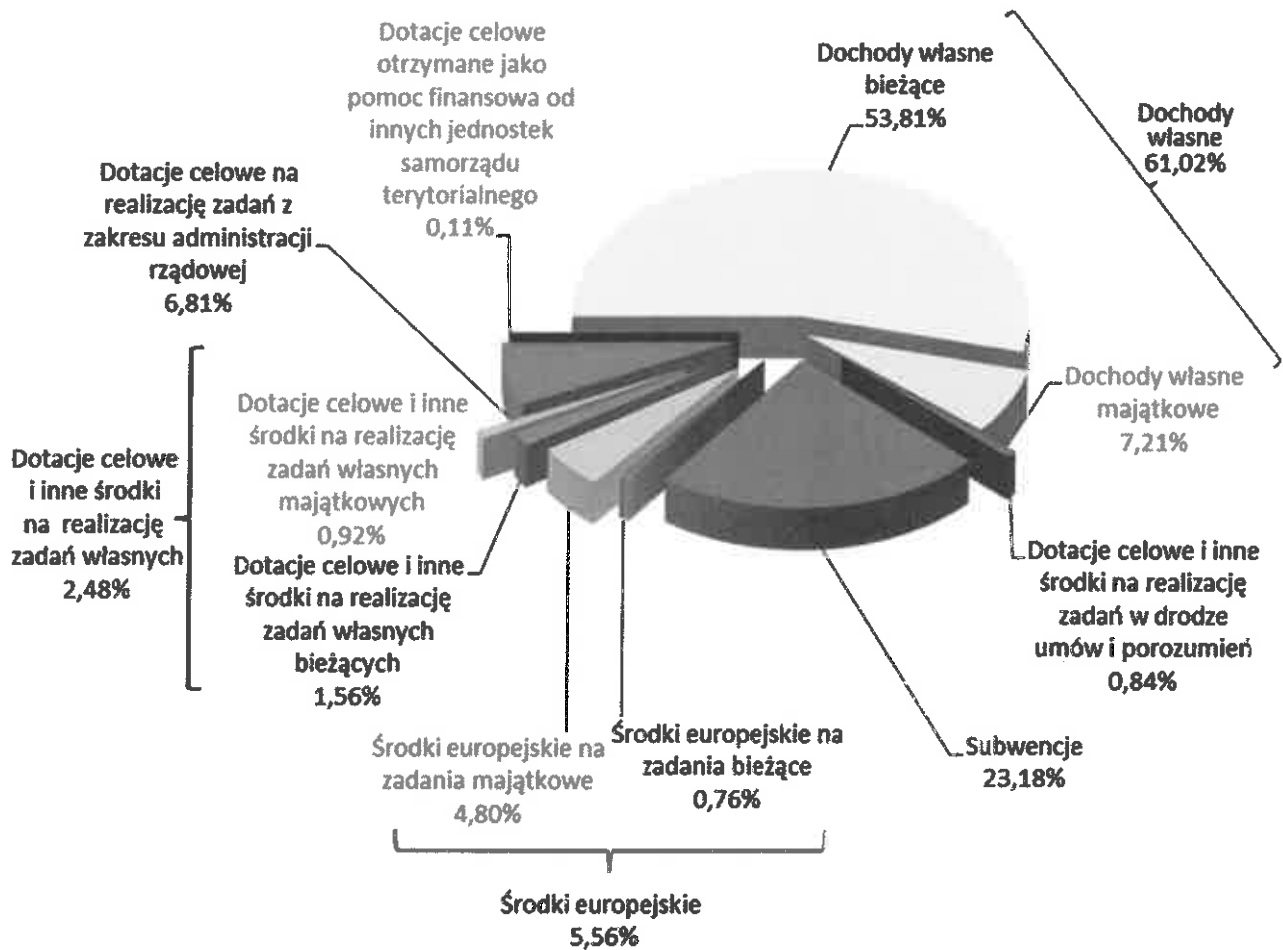 Dotacje celowe
otrzymane jako
pomoc finansowa od
innych jednostek
samorządu
terytorialnego
0,11%
Dochody własne
bieżące
53,81%
Dochody
własne
61,02%
Dotacje celowe na
realizację zadań z
zakresu administracji
rządowej
6,81%
Dochody własne
majątkowe
7,21%
Dotacje celowe i inne
środki na realizację
zadań własnych
majątkowych
0,92%
Dotacje celowe
i inne środki
na realizację
zadań własnych
2,48%
Dotacje celowe i inne
środki na realizację
zadań własnych
bieżących
1,56%
Dotacje celowe i inne
środki na realizację
zadań w drodze
umów i porozumień
0,84%
Środki europejskie na
zadania majątkowe
4,80%
Środki europejskie na
zadania bieżące
0,76%
Subwencje
23,18%
Środki europejskie
5,56%